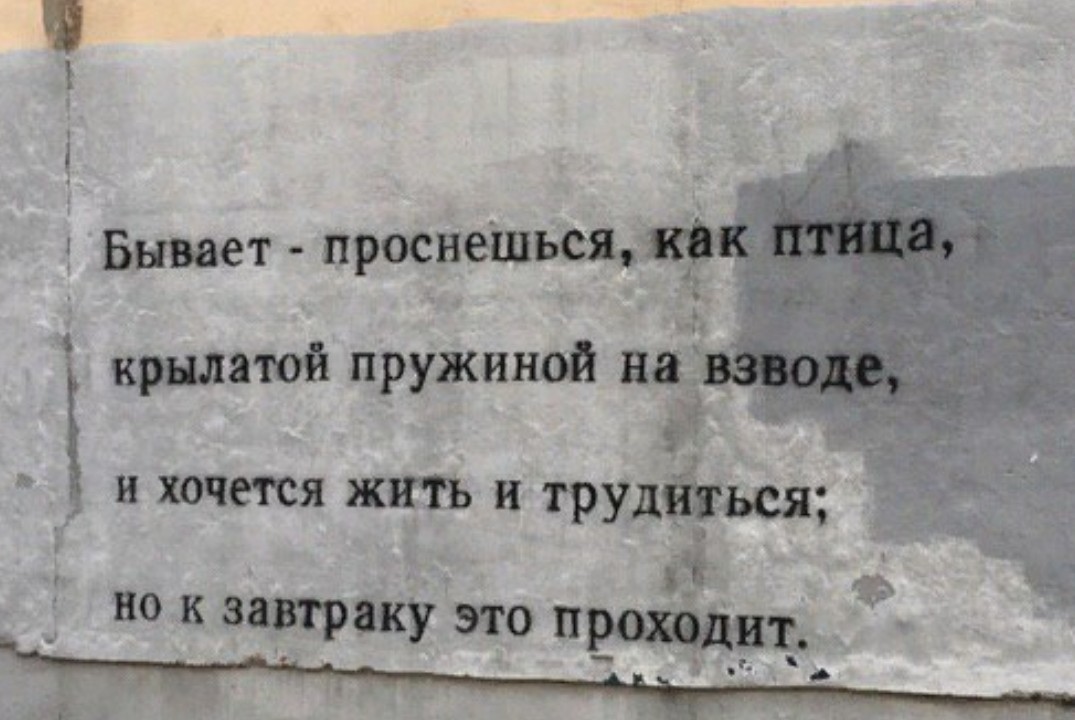 Бывает - проснешься, как птица,
крылатой пружиной на взводе,
и хочется жить и трудиться;
но к завтраку это проходит.